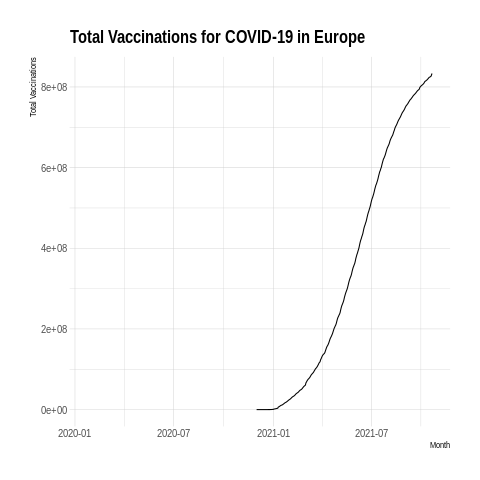 Total Vaccinations for COVID-19 in Europe
Total Vaccinations
8e+08
6e+08
4e+08
2e+08
0e+00
2020-01
2020-07
2021-01
2021-07
Month